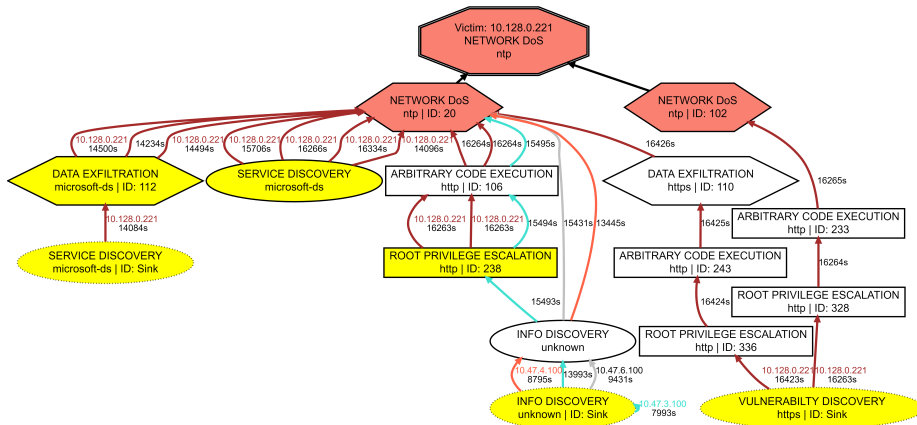 Victim: 10.128.0.221
NETWORK DoS
ntp
NETWORK DoS
ntp | ID: 20
NETWORK DoS
ntp | ID: 102
10.128.0.221
14500s
14234s
10.128.0.221
14494s
10.128.0.221
15706s
10.128.0.221
16266s
10.128.0.221
16334s
10.128.0.221
14096s
16264s
16264s
15495s
16426s
DATA EXFILTRATION
microsoft-ds | ID: 112
SERVICE DISCOVERY
microsoft-ds
ARBITRARY CODE EXECUTION
http | ID: 106
DATA EXFILTRATION
https | ID: 110
16265s
10.128.0.221
14084s
10.128.0.221
16263s
10.128.0.221
16263s
15494s
15431s
13445s
16425s
ARBITRARY CODE EXECUTION
http | ID: 233
SERVICE DISCOVERY
microsoft-ds | ID: Sink
ROOT PRIVILEGE ESCALATION
http | ID: 238
ARBITRARY CODE EXECUTION
http | ID: 243
16264s
15493s
16424s
ROOT PRIVILEGE ESCALATION
http | ID: 328
INFO DISCOVERY
unknown
ROOT PRIVILEGE ESCALATION
http | ID: 336
10.47.4.100
8795s
13993s
10.47.6.100
9431s
10.128.0.221
16423s
10.128.0.221
16263s
INFO DISCOVERY
unknown | ID: Sink
10.47.3.100
7993s
VULNERABILTY DISCOVERY
https | ID: Sink